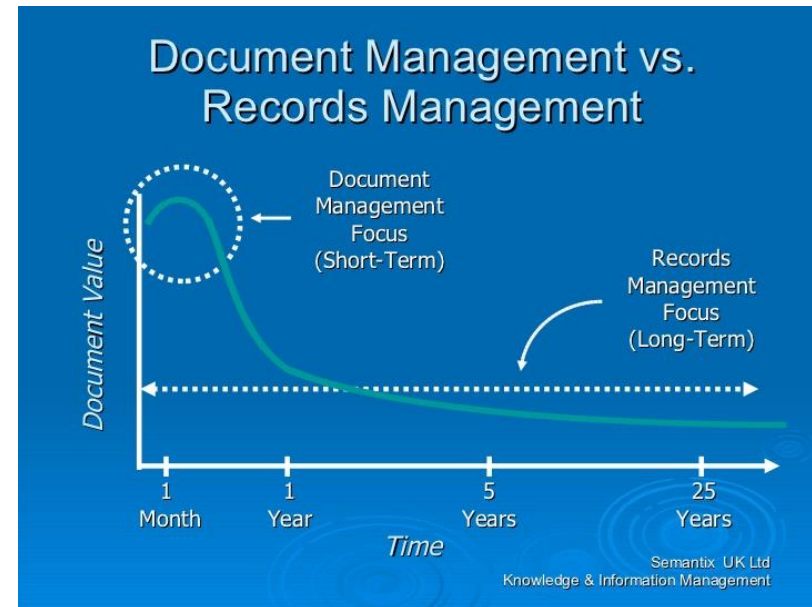 Document Management vs.
Records Management
Document
Management
Focus
(Short-Term)
Records
Management
Focus
(Long-Term)
Document Value
1
Month
1
Year
5
Years
25
Years
Time
Semantix UK Ltd
Knowledge & Information Management